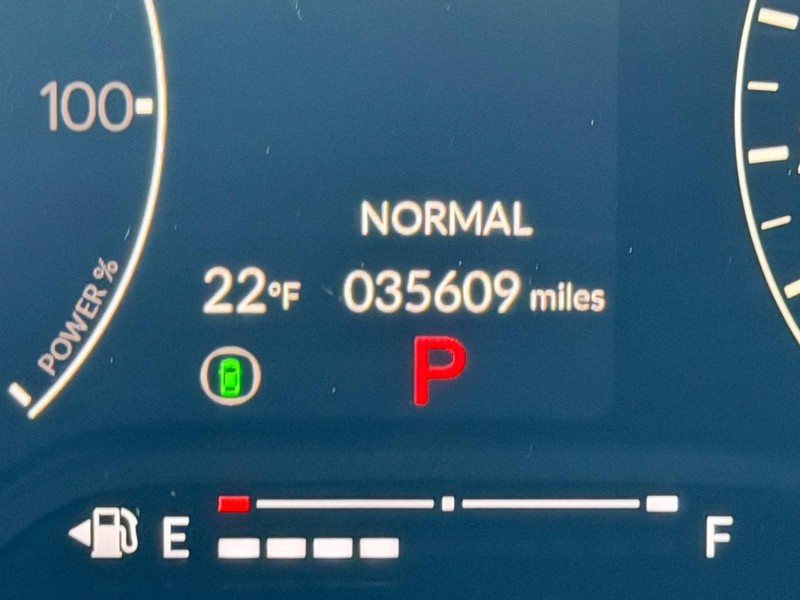 100
POWER %
NORMAL
22°F 035609 miles
P
E F